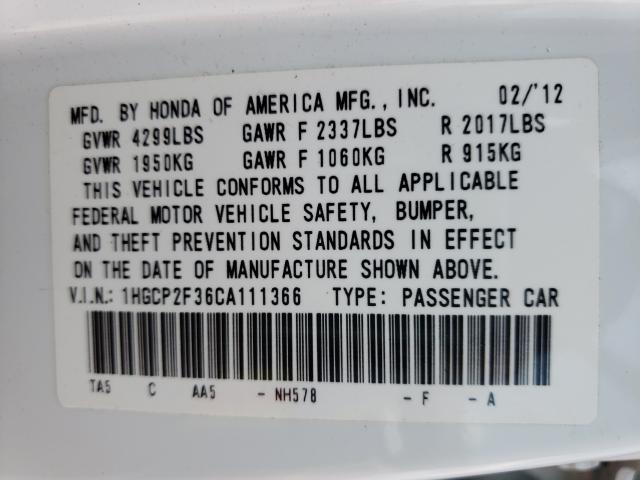 MFD. BY HONDA OF AMERICA MFG., INC. 02/'12
GVWR 4299LBS GAWR F 2337LBS R 2017LBS
GVWR 1950KG GAWR F 1060KG R 915KG
THIS VEHICLE CONFORMS TO ALL APPLICABLE
FEDERAL MOTOR VEHICLE SAFETY, BUMPER,
AND THEFT PREVENTION STANDARDS IN EFFECT
ON THE DATE OF MANUFACTURE SHOWN ABOVE.
V.I.N.: 1HGCP2F36CA111366 TYPE: PASSENGER CAR
TA5 C AA5 - NH578 - F - A